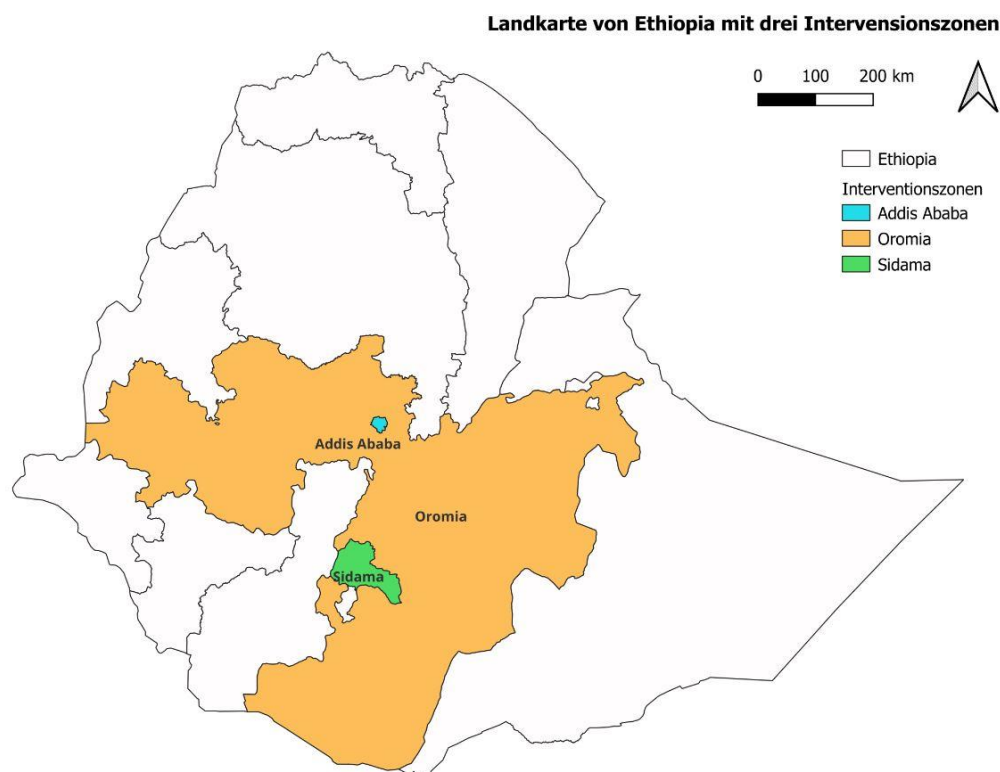 Landkarte von Ethiopia mit drei Intervensionszonen
0 100 200 km
Ethiopia
Interventionszonen
Addis Ababa
Oromia
Sidama
Addis Ababa
Oromia
Sidama